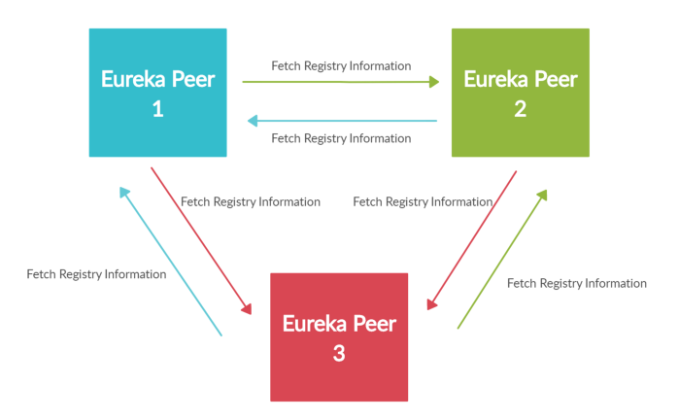 Fetch Registry Information
Eureka Peer
1
Eureka Peer
2
Fetch Registry Information
Fetch Registry Information
Fetch Registry Information
Fetch Registry Information
Fetch Registry Information
Eureka Peer
3